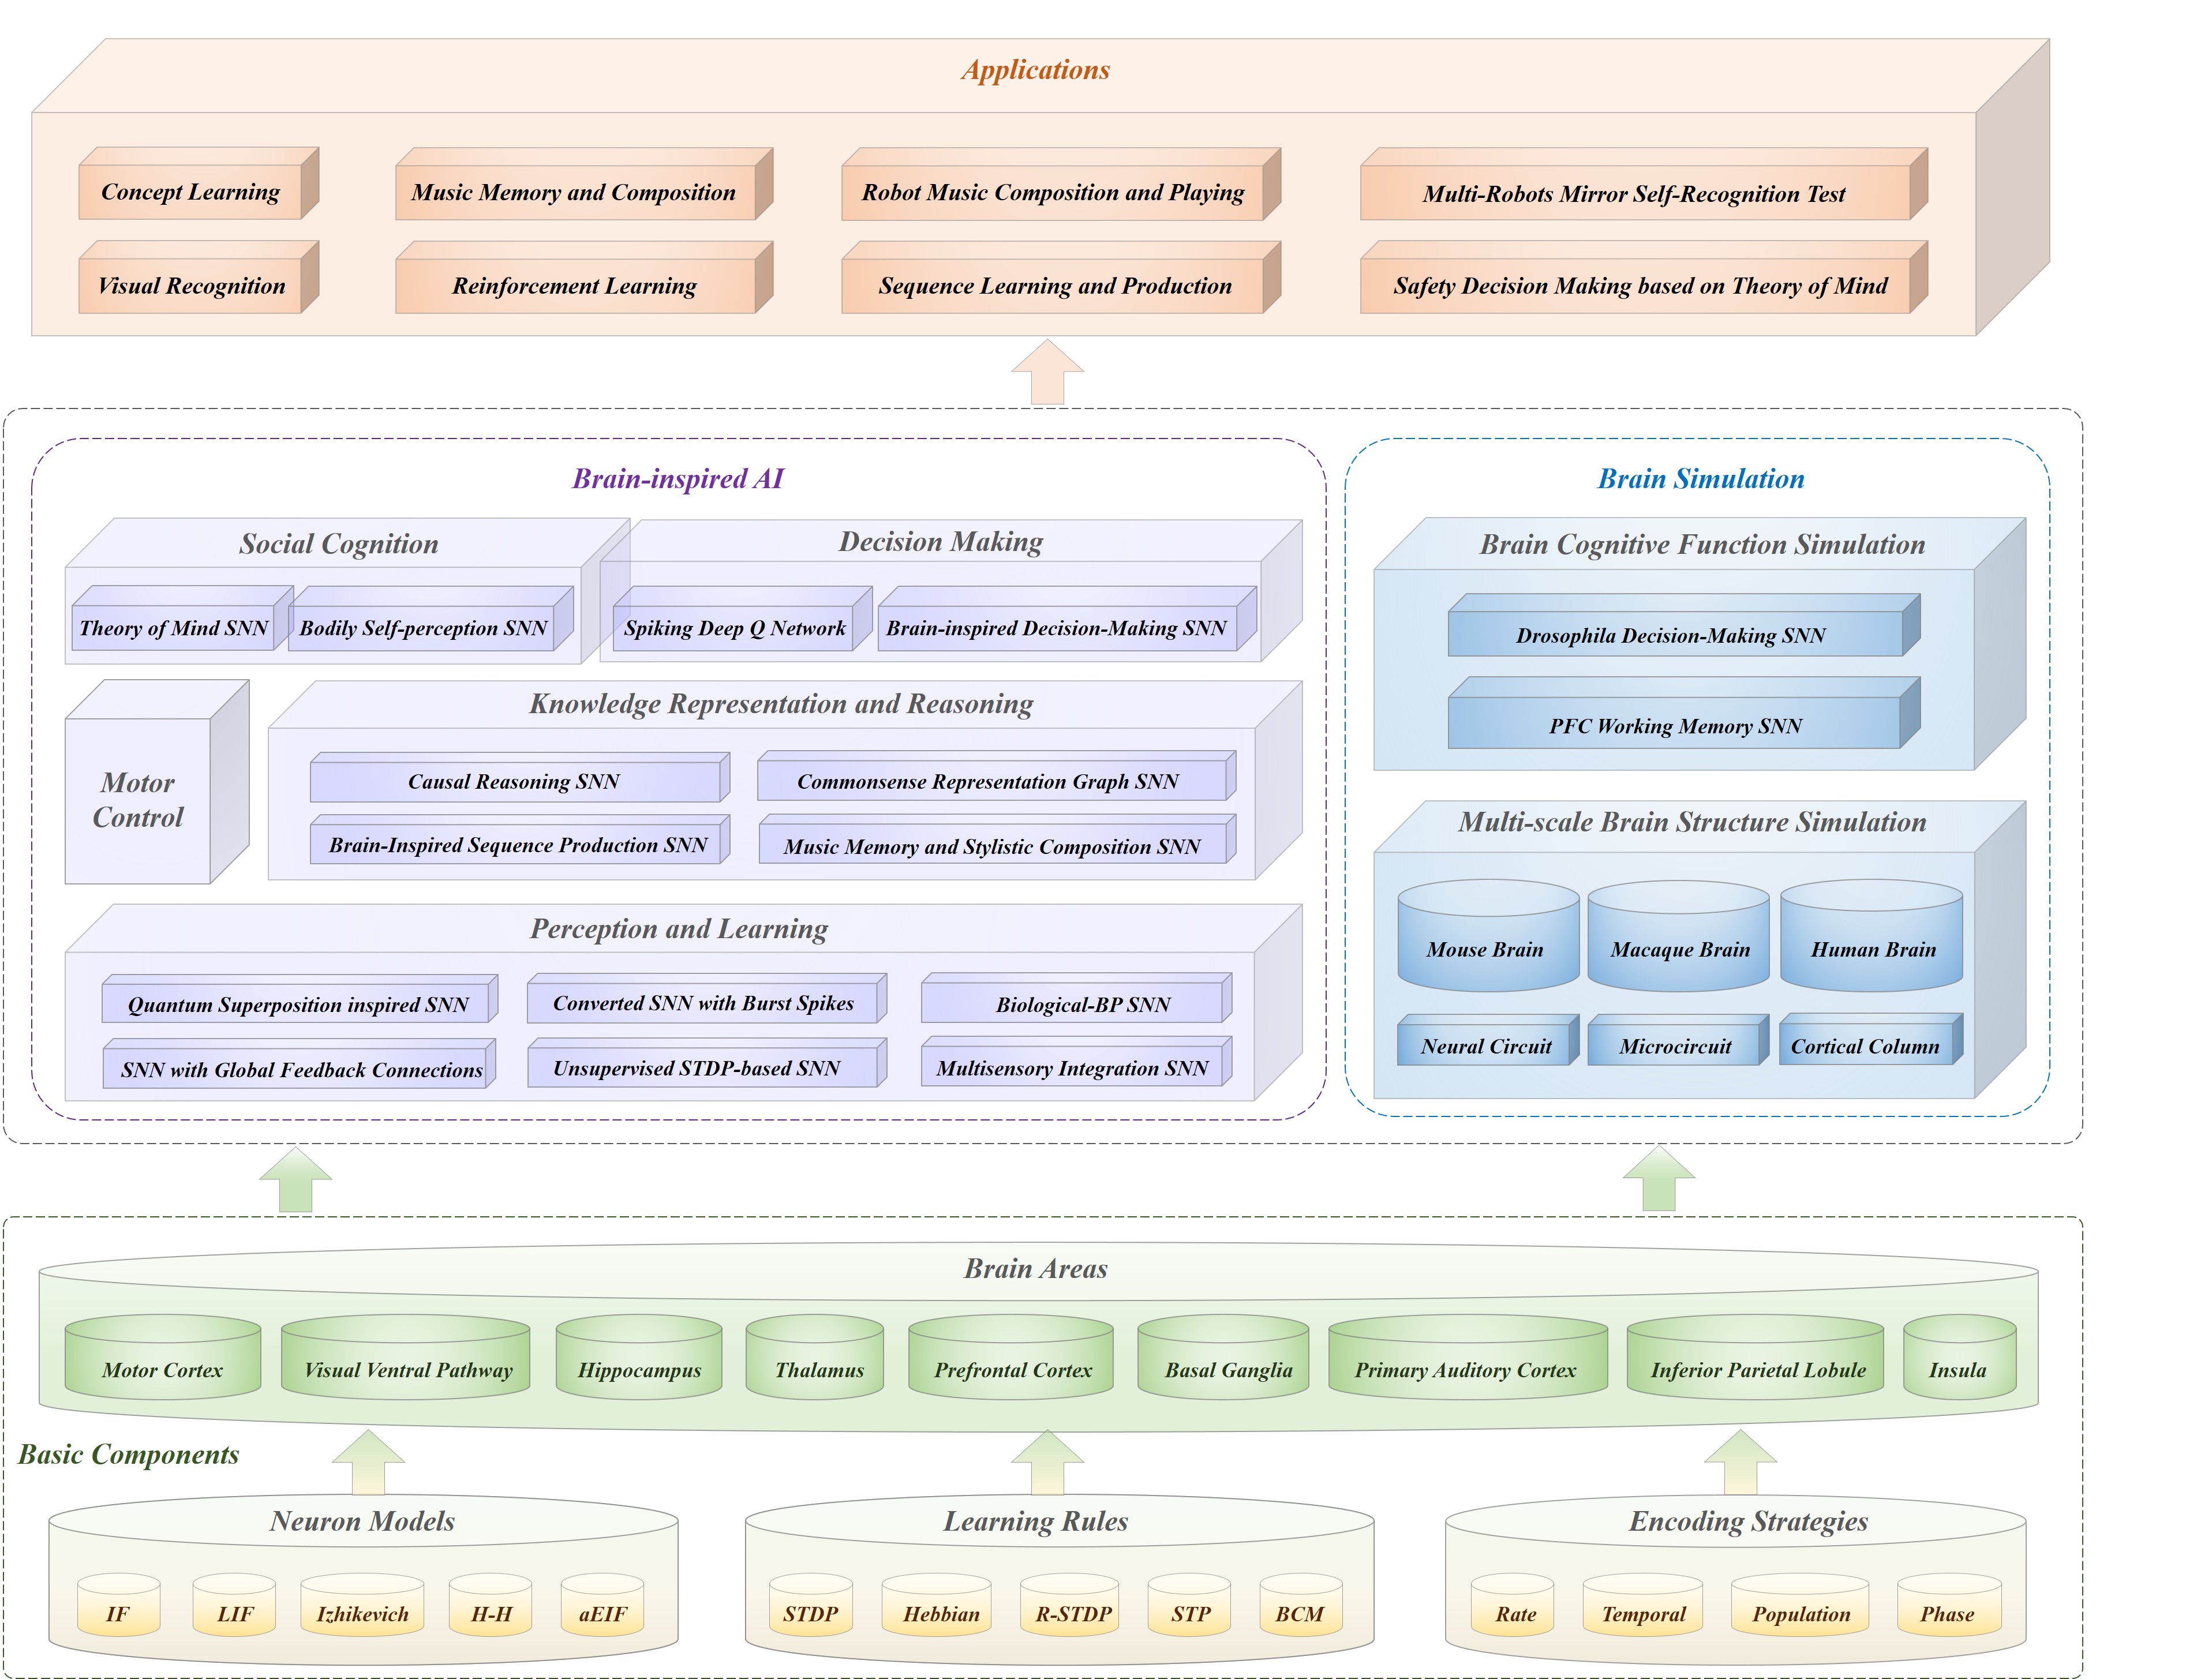 Applications
Concept Learning
Music Memory and Composition
Robot Music Composition and Playing
Multi-Robots Mirror Self-Recognition Test
Visual Recognition
Reinforcement Learning
Sequence Learning and Production
Safety Decision Making based on Theory of Mind
Brain-inspired AI
Social Cognition
Theory of Mind SNN
Bodily Self-perception SNN
Decision Making
Spiking Deep Q Network
Brain-inspired Decision-Making SNN
Motor
Control
Knowledge Representation and Reasoning
Causal Reasoning SNN
Commonsense Representation Graph SNN
Brain-Inspired Sequence Production SNN
Music Memory and Stylistic Composition SNN
Perception and Learning
Quantum Superposition inspired SNN
Converted SNN with Burst Spikes
Biological-BP SNN
SNN with Global Feedback Connections
Unsupervised STDP-based SNN
Multisensory Integration SNN
Brain Simulation
Brain Cognitive Function Simulation
Drosophila Decision-Making SNN
PFC Working Memory SNN
Multi-scale Brain Structure Simulation
Mouse Brain
Macaque Brain
Human Brain
Neural Circuit
Microcircuit
Cortical Column
Brain Areas
Motor Cortex
Visual Ventral Pathway
Hippocampus
Thalamus
Prefrontal Cortex
Basal Ganglia
Primary Auditory Cortex
Inferior Parietal Lobule
Insula
Basic Components
Neuron Models
IF
LIF
Izhikevich
H-H
aEIF
Learning Rules
STDP
Hebbian
R-STDP
STP
BCM
Encoding Strategies
Rate
Temporal
Population
Phase